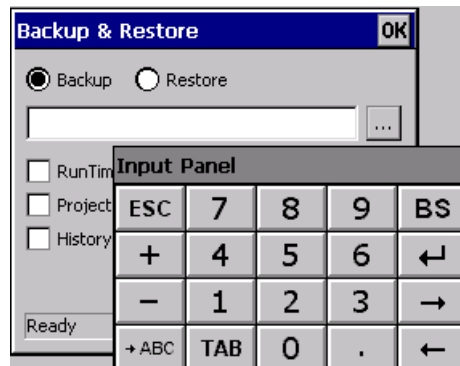 Backup & Restore OK
Backup Restore
...
RunTim
Project
History
Ready
Input Panel
ESC 7 8 9 BS
+ 4 5 6 ↵
- 1 2 3 →
→ABC TAB 0 . ←